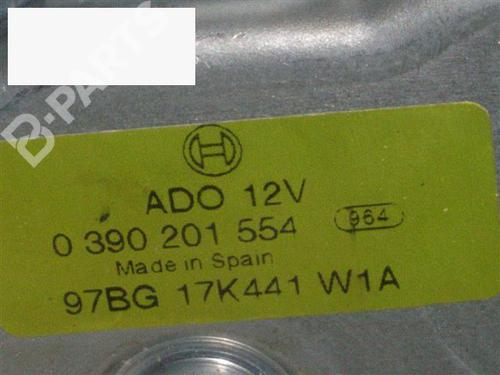 B-PARTS
ADO 12V
0 390 201 554
964
Made in Spain
97BG 17K441 W1A